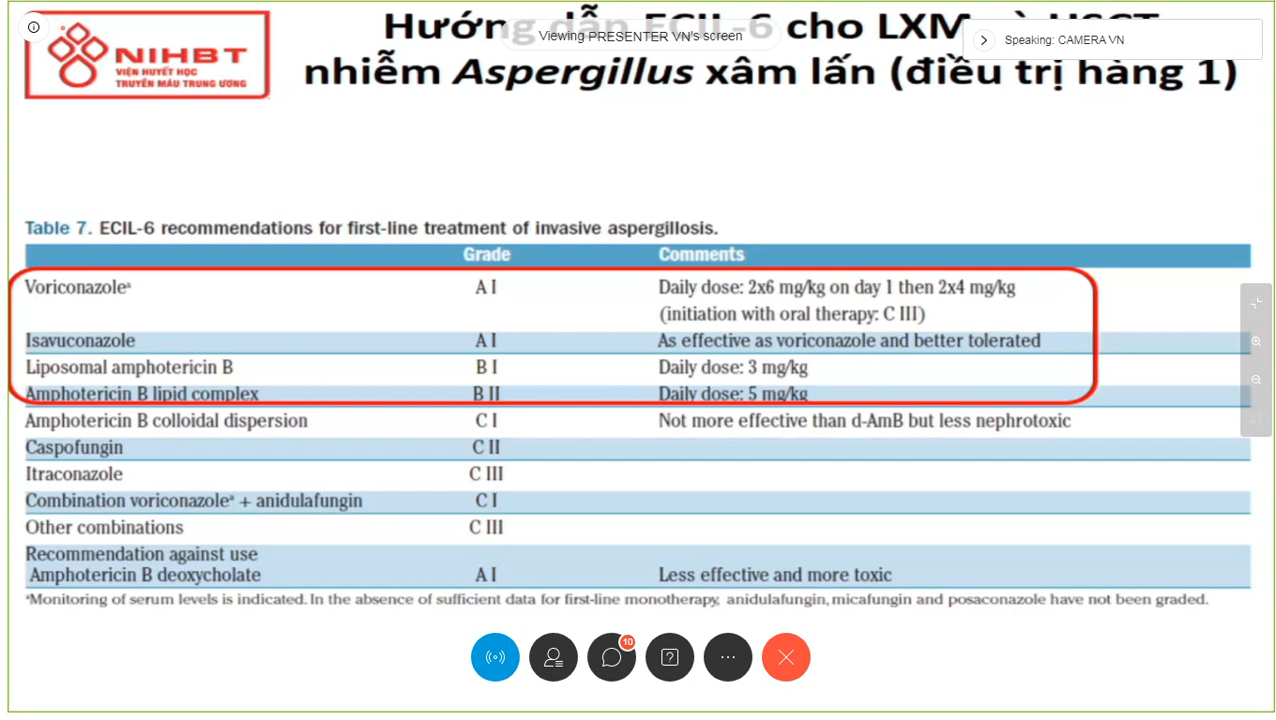 Hướng dẫn ECIL-6 cho LXM và HSCT
Viewing PRESENTER VN's screen
Speaking: CAMERA VN
nhiễm Aspergillus xâm lấn (điều trị hàng 1)
NIHBT
VIỆN HUYẾT HỌC
TRUYỀN MÁU TRUNG ƯƠNG
Table 7. ECIL-6 recommendations for first-line treatment of invasive aspergillosis.
Grade Comments
Voriconazoleᵃ A I Daily dose: 2x6 mg/kg on day 1 then 2x4 mg/kg
(initiation with oral therapy: C III)
Isavuconazole A I As effective as voriconazole and better tolerated
Liposomal amphotericin B B I Daily dose: 3 mg/kg
Amphotericin B lipid complex B II Daily dose: 5 mg/kg
Amphotericin B colloidal dispersion C I Not more effective than d-AmB but less nephrotoxic
Caspofungin C II
Itraconazole C III
Combination voriconazoleᵃ + anidulafungin C I
Other combinations C III
Recommendation against use
Amphotericin B deoxycholate A I Less effective and more toxic
ᵃMonitoring of serum levels is indicated. In the absence of sufficient data for first-line monotherapy, anidulafungin, micafungin and posaconazole have not been graded.
10